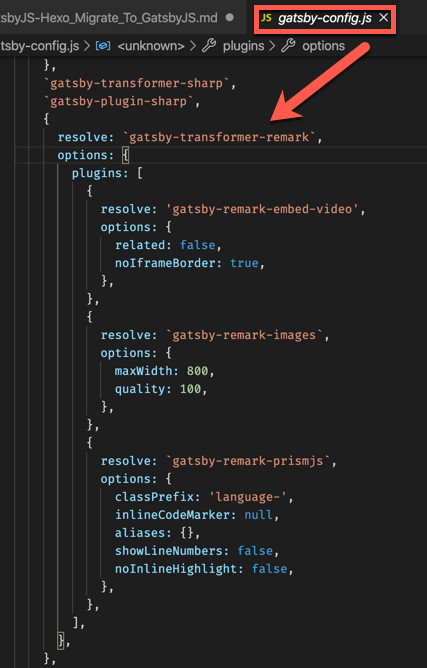 tsbyJS-Hexo_Migrate_To_GatsbyJS.md
JS gatsby-config.js
tsby-config.js > <unknown> > plugins > options
},
`gatsby-transformer-sharp`,
`gatsby-plugin-sharp`,
{
resolve: `gatsby-transformer-remark`,
options: {
plugins: [
{
resolve: 'gatsby-remark-embed-video',
options: {
related: false,
noIframeBorder: true,
},
},
{
resolve: `gatsby-remark-images`,
options: {
maxWidth: 800,
quality: 100,
},
},
{
resolve: `gatsby-remark-prismjs`,
options: {
classPrefix: 'language-',
inlineCodeMarker: null,
aliases: {},
showLineNumbers: false,
noInlineHighlight: false,
},
},
],
},
},